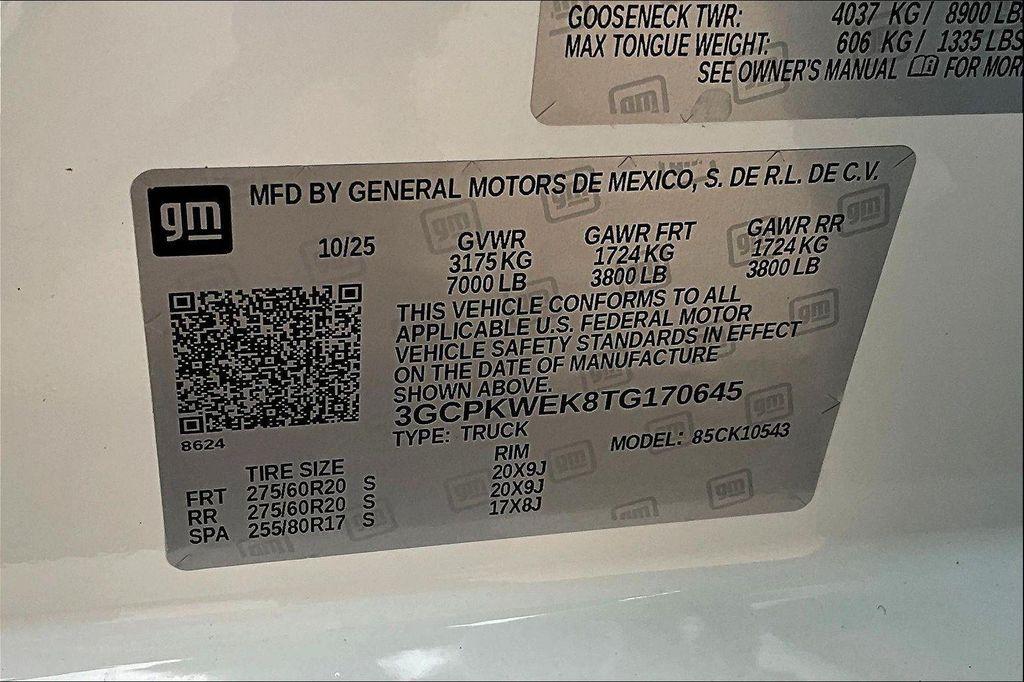 GOOSENECK TWR: 4037 KG / 8900 LB
MAX TONGUE WEIGHT: 606 KG / 1335 LBS
SEE OWNER'S MANUAL FOR MOR
gm
MFD BY GENERAL MOTORS DE MEXICO, S. DE R.L. DE C.V.
10/25 GVWR GAWR FRT GAWR RR
3175 KG 1724 KG 1724 KG
7000 LB 3800 LB 3800 LB
THIS VEHICLE CONFORMS TO ALL
APPLICABLE U.S. FEDERAL MOTOR
VEHICLE SAFETY STANDARDS IN EFFECT
ON THE DATE OF MANUFACTURE
SHOWN ABOVE.
3GCPKWEK8TG170645
8624
TYPE: TRUCK MODEL: 85CK10543
TIRE SIZE RIM
FRT 275/60R20 S 20X9J
RR 275/60R20 S 20X9J
SPA 255/80R17 S 17X8J